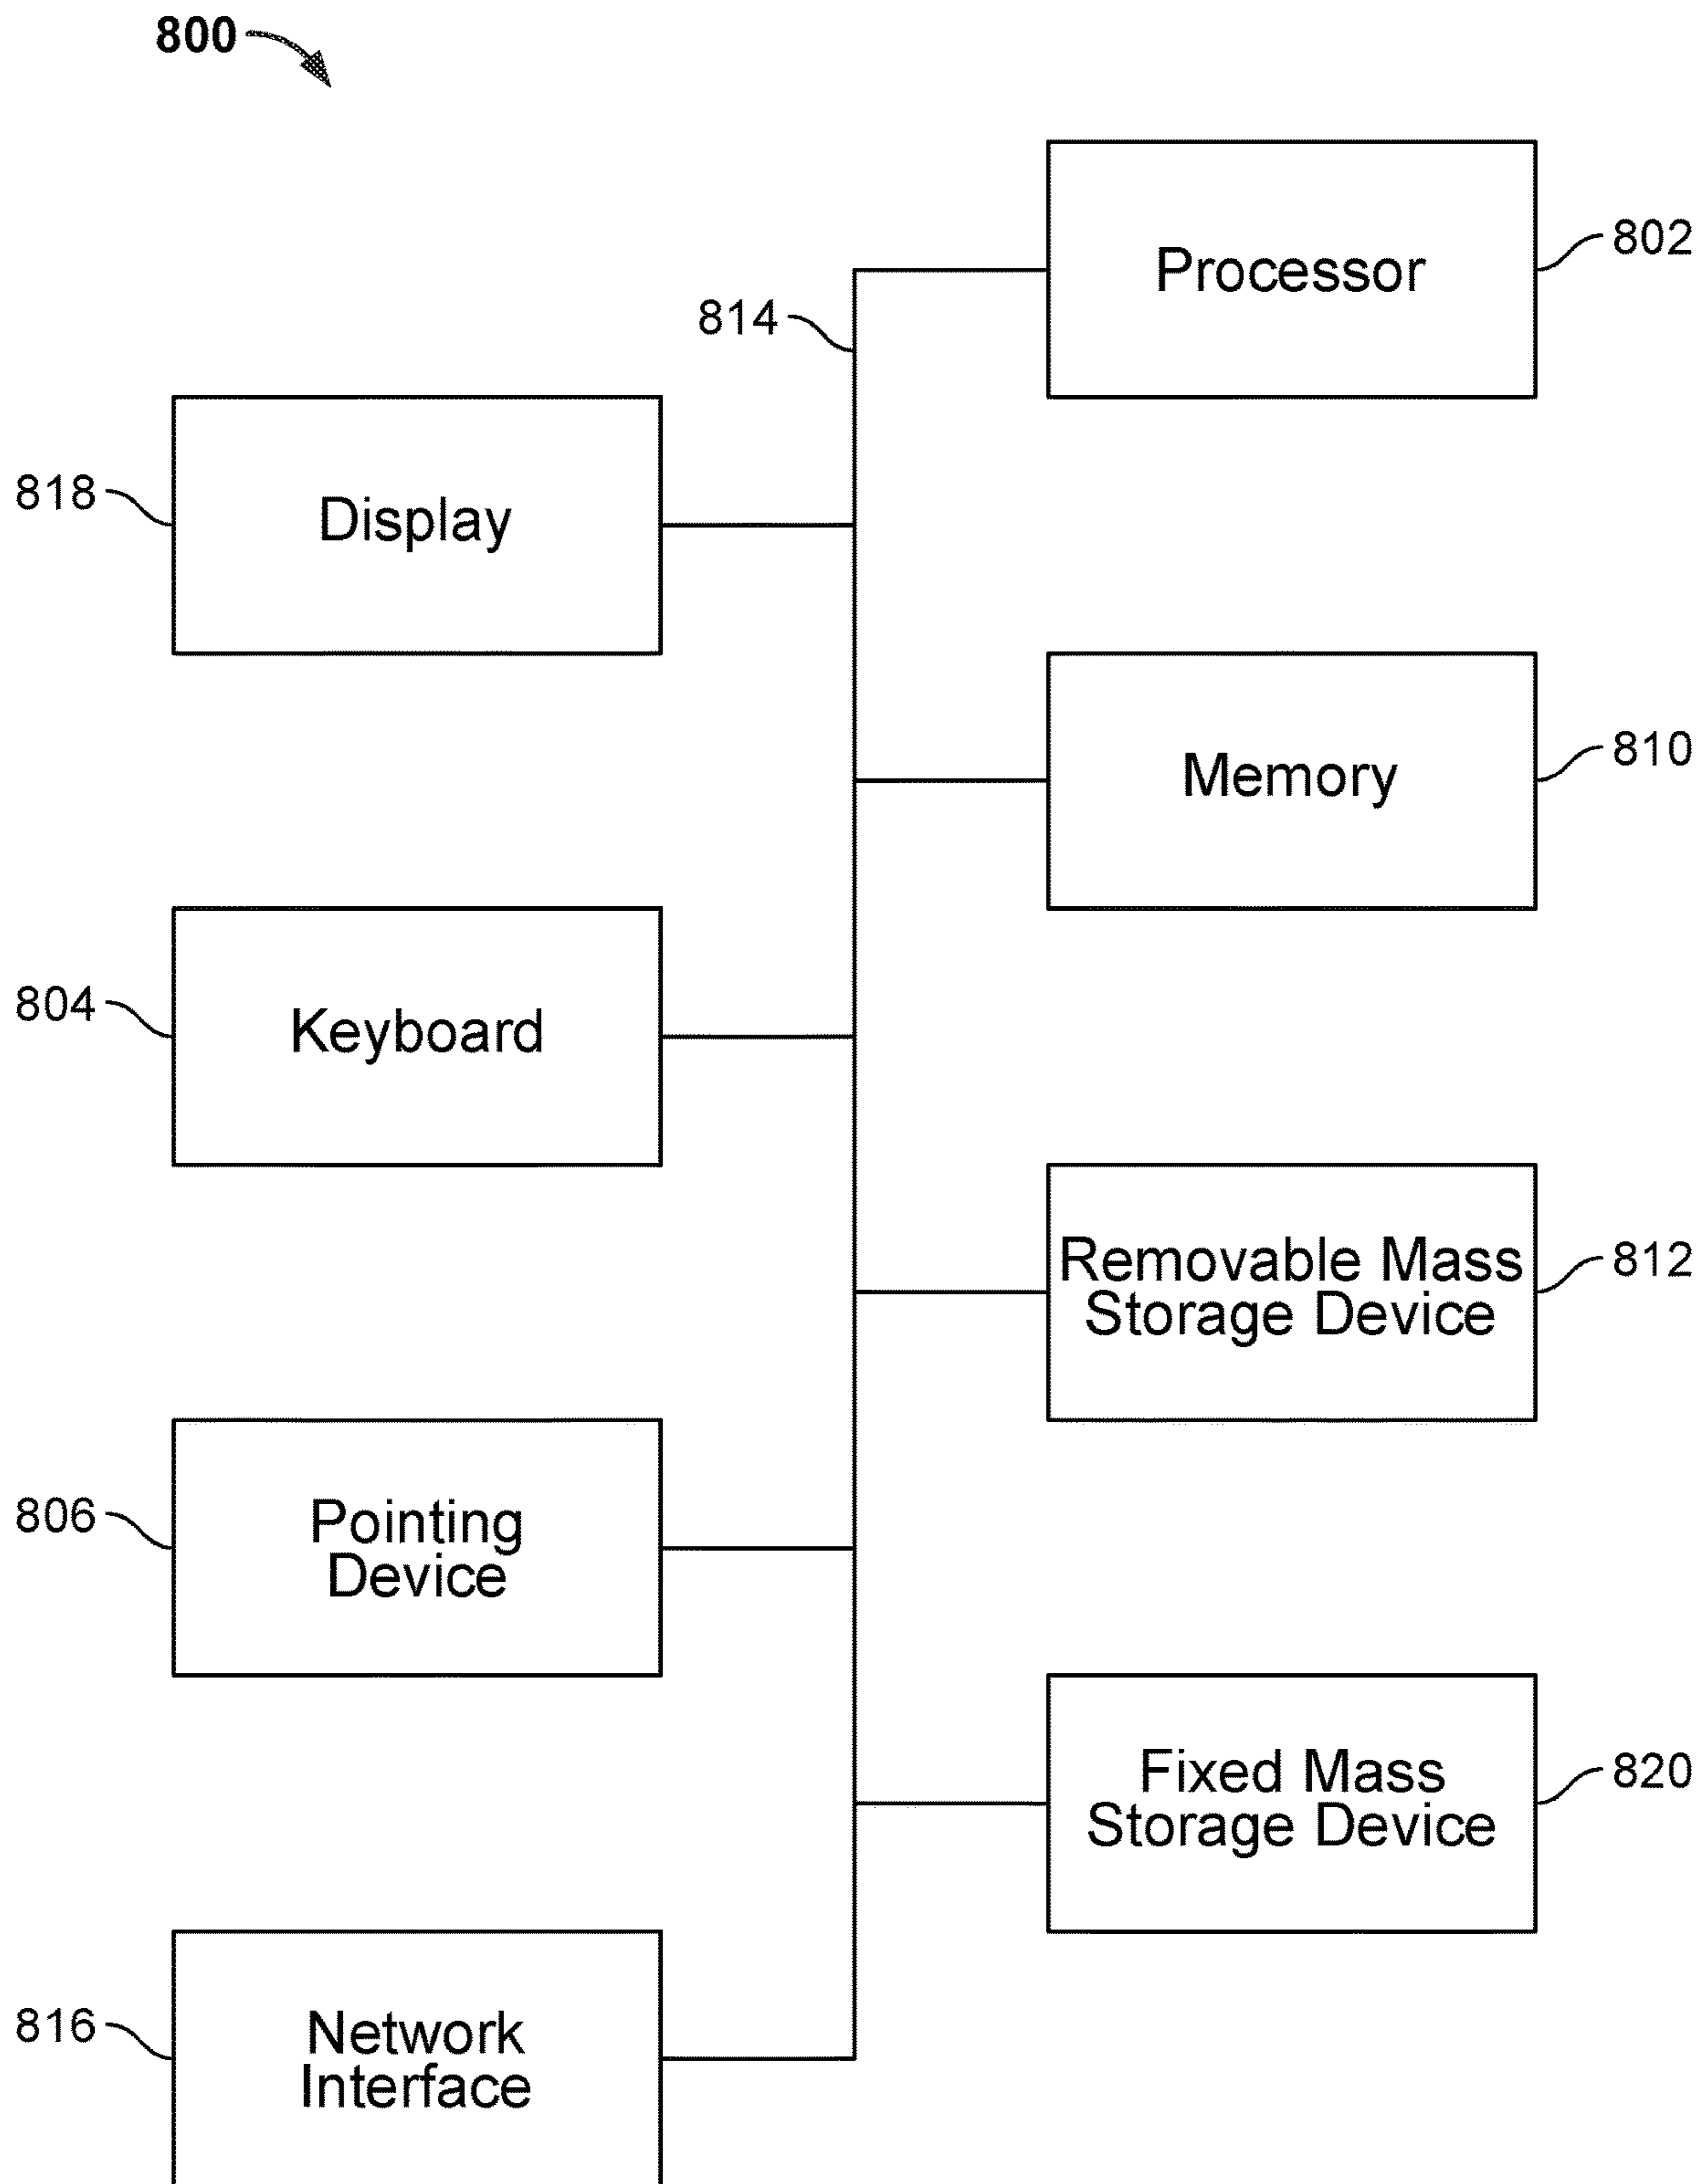 800
Processor
802
814
818
Display
Memory
810
804
Keyboard
Removable Mass
Storage Device
812
806
Pointing
Device
Fixed Mass
Storage Device
820
816
Network
Interface